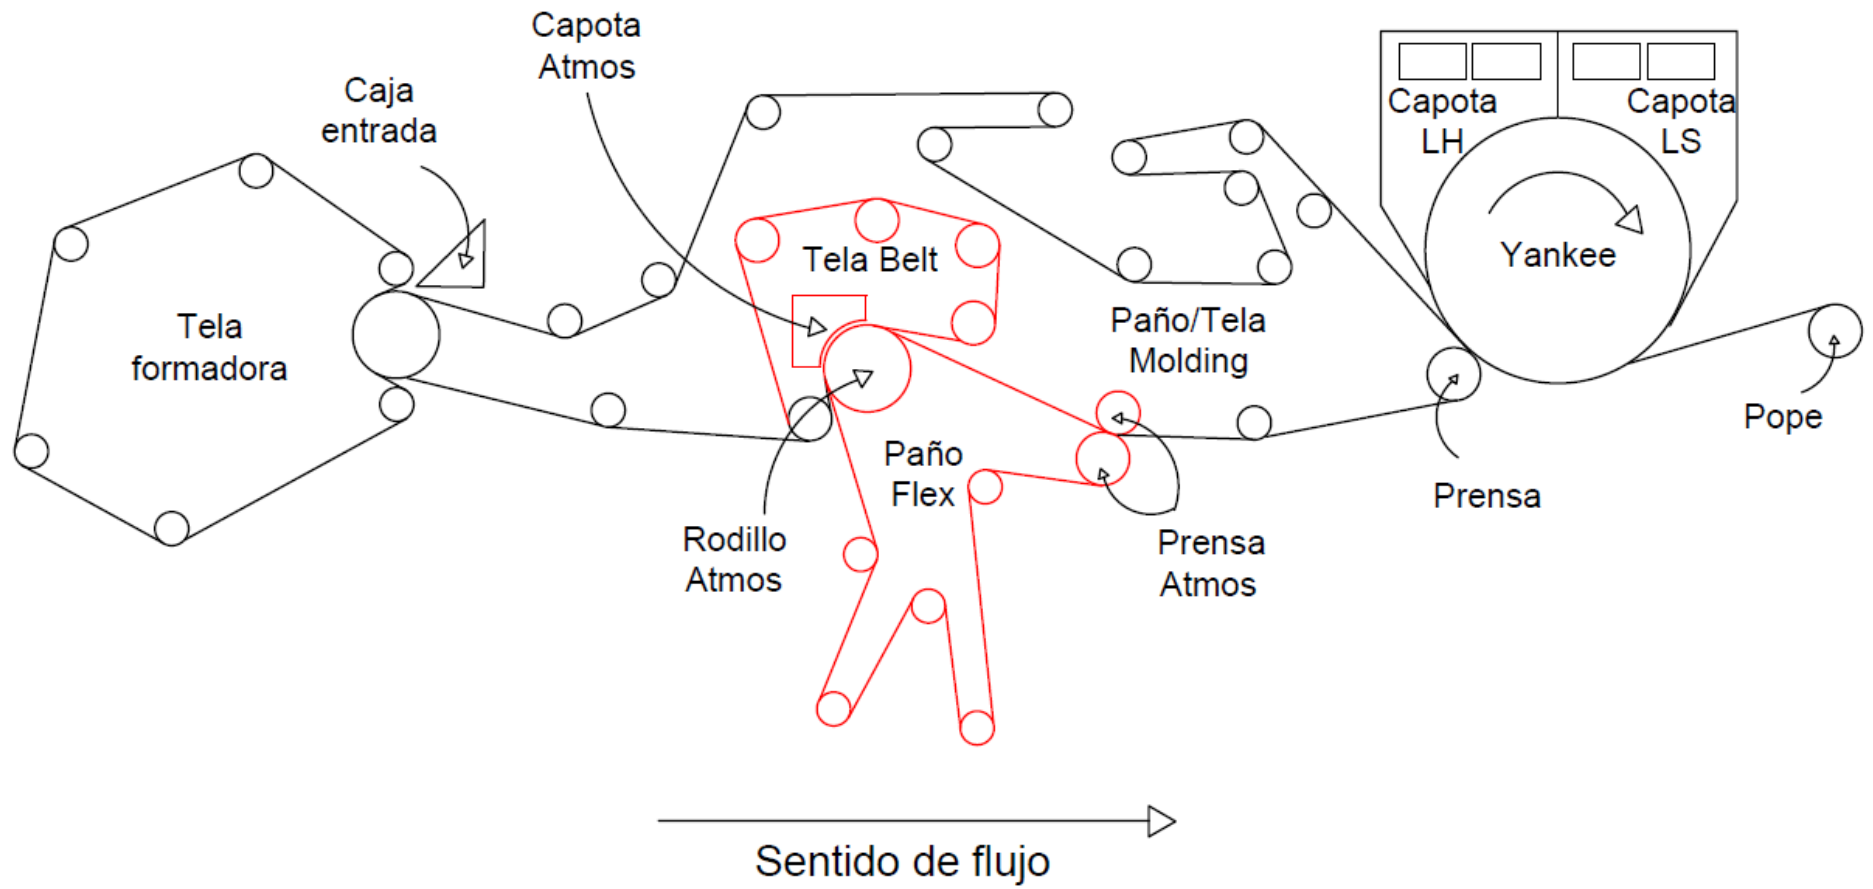 Capota
Atmos
Caja
entrada
Capota
LH
Capota
LS
Tela Belt
Yankee
Tela
formadora
Paño/Tela
Molding
Pope
Paño
Flex
Prensa
Rodillo
Atmos
Prensa
Atmos
Sentido de flujo